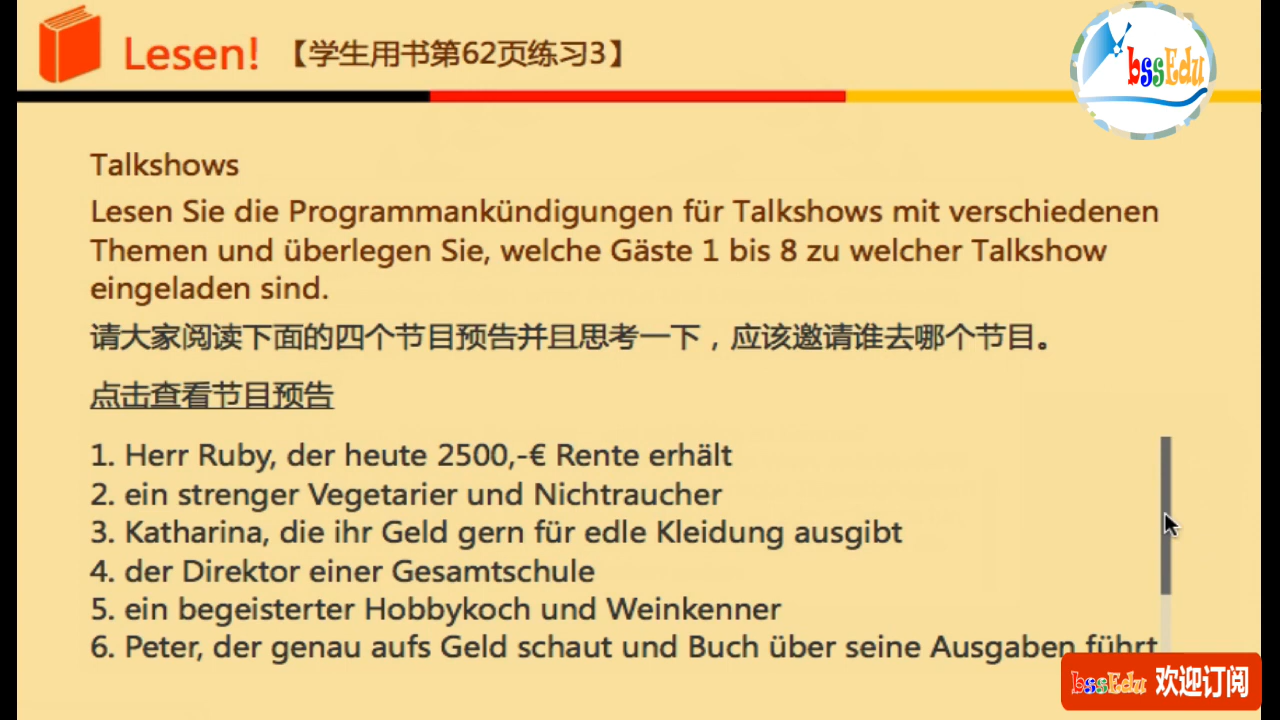 Lesen! 【学生用书第62页练习3】
bssEdu
Talkshows
Lesen Sie die Programmankündigungen für Talkshows mit verschiedenen
Themen und überlegen Sie, welche Gäste 1 bis 8 zu welcher Talkshow
eingeladen sind.
请大家阅读下面的四个节目预告并且思考一下，应该邀请谁去哪个节目。
点击查看节目预告
1. Herr Ruby, der heute 2500,-€ Rente erhält
2. ein strenger Vegetarier und Nichtraucher
3. Katharina, die ihr Geld gern für edle Kleidung ausgibt
4. der Direktor einer Gesamtschule
5. ein begeisterter Hobbykoch und Weinkenner
6. Peter, der genau aufs Geld schaut und Buch über seine Ausgaben führt
bssEdu 欢迎订阅